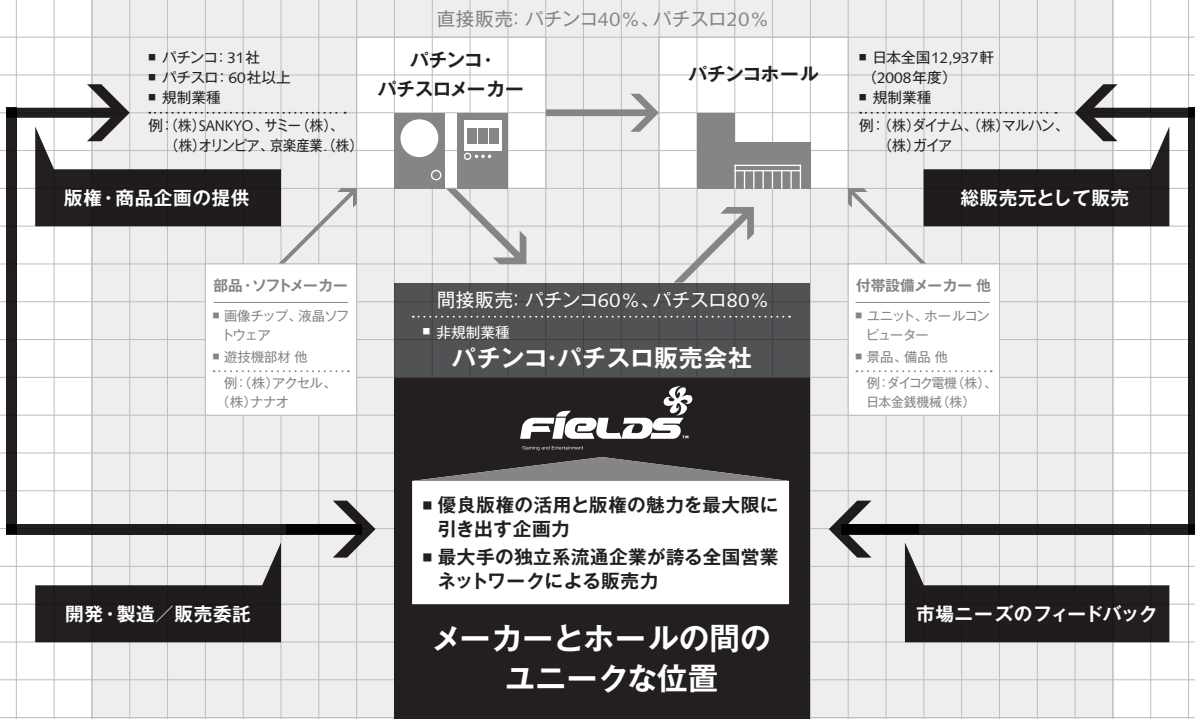 直接販売: パチンコ40%、パチスロ20%
■ パチンコ: 31社
■ パチスロ: 60社以上
■ 規制業種
例: (株)SANKYO、サミー(株)、
(株)オリンピア、京楽産業.(株)
パチンコ・
パチスロメーカー
パチンコホール
■ 日本全国12,937軒
(2008年度)
■ 規制業種
例: (株)ダイナム、(株)マルハン、
(株)ガイア
版権・商品企画の提供
総販売元として販売
部品・ソフトメーカー
■ 画像チップ、液晶ソフ
トウェア
■ 遊技機部材 他
例: (株)アクセル、
(株)ナナオ
間接販売: パチンコ60%、パチスロ80%
■ 非規制業種
パチンコ・パチスロ販売会社
付帯設備メーカー 他
■ ユニット、ホールコン
ピューター
■ 景品、備品 他
例: ダイコク電機(株)、
日本金銭機械(株)
FIELDS™
Gaming and Entertainment
■ 優良版権の活用と版権の魅力を最大限に
引き出す企画力
■ 最大手の独立系流通企業が誇る全国営業
ネットワークによる販売力
開発・製造/販売委託
市場ニーズのフィードバック
メーカーとホールの間の
ユニークな位置